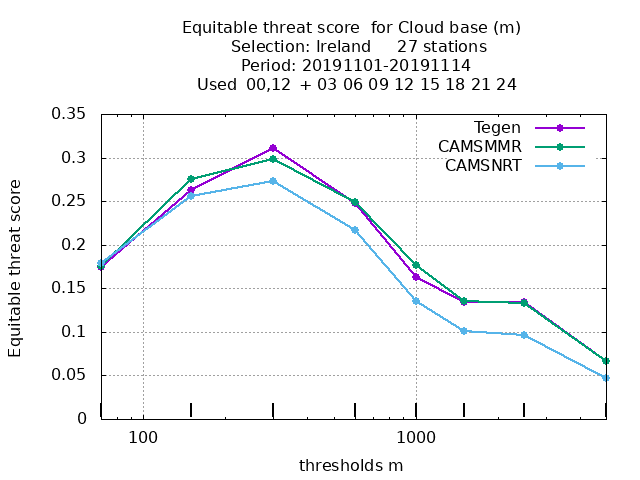 Equitable threat score  for Cloud base (m)
Selection: Ireland     27 stations
Period: 20191101-20191114
Used  00,12  + 03 06 09 12 15 18 21 24
Tegen
CAMSMMR
CAMSNRT
Equitable threat score
0.35
0.3
0.25
0.2
0.15
0.1
0.05
0
100
1000
thresholds m